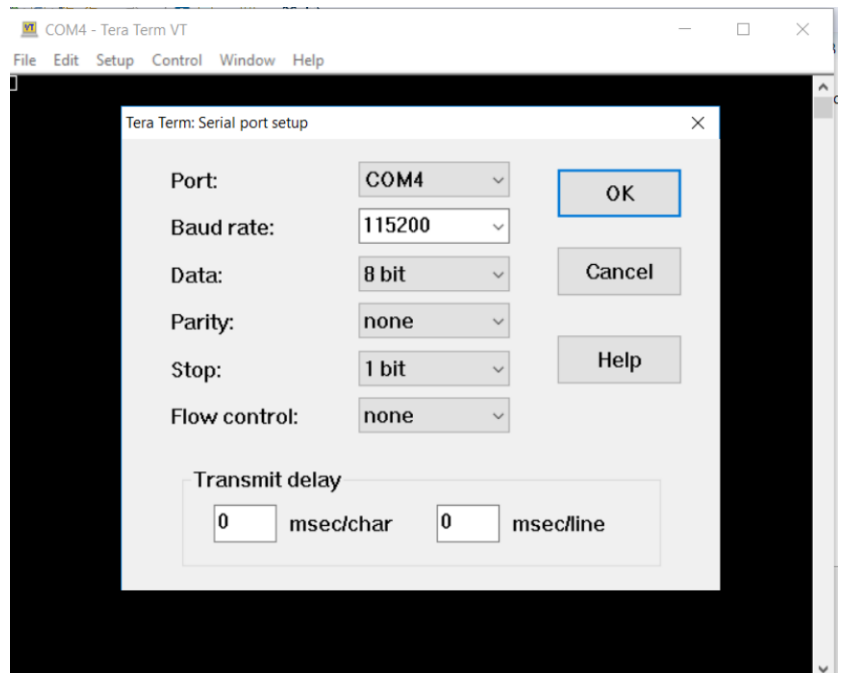 COM4 - Tera Term VT
File Edit Setup Control Window Help
Tera Term: Serial port setup
Port: COM4 OK
Baud rate: 115200
Data: 8 bit Cancel
Parity: none
Stop: 1 bit Help
Flow control: none
Transmit delay
0 msec/char 0 msec/line